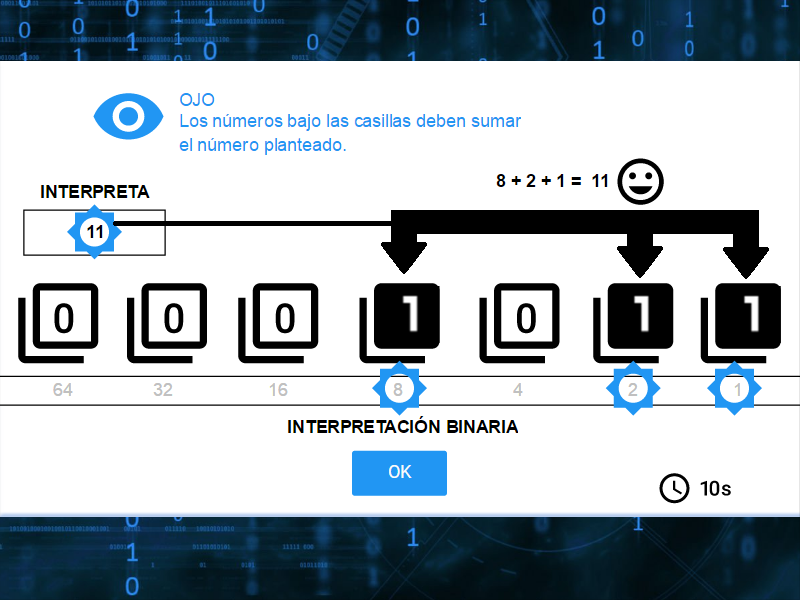 OJO
Los números bajo las casillas deben sumar
el número planteado.
8 + 2 + 1 = 11
INTERPRETA
11
0 0 0 1 0 1 1
64 32 16 8 4 2 1
INTERPRETACIÓN BINARIA
OK
10s